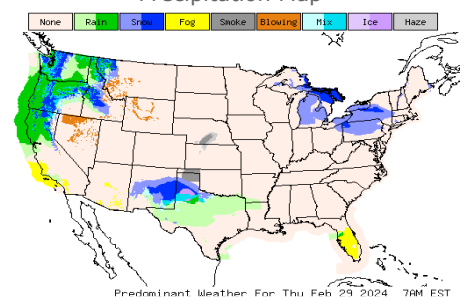 Precipitation Map
None Rain Snow Fog Smoke Blowing Mix Ice Haze
Predominant Weather For Thu Feb 29 2024 7AM EST